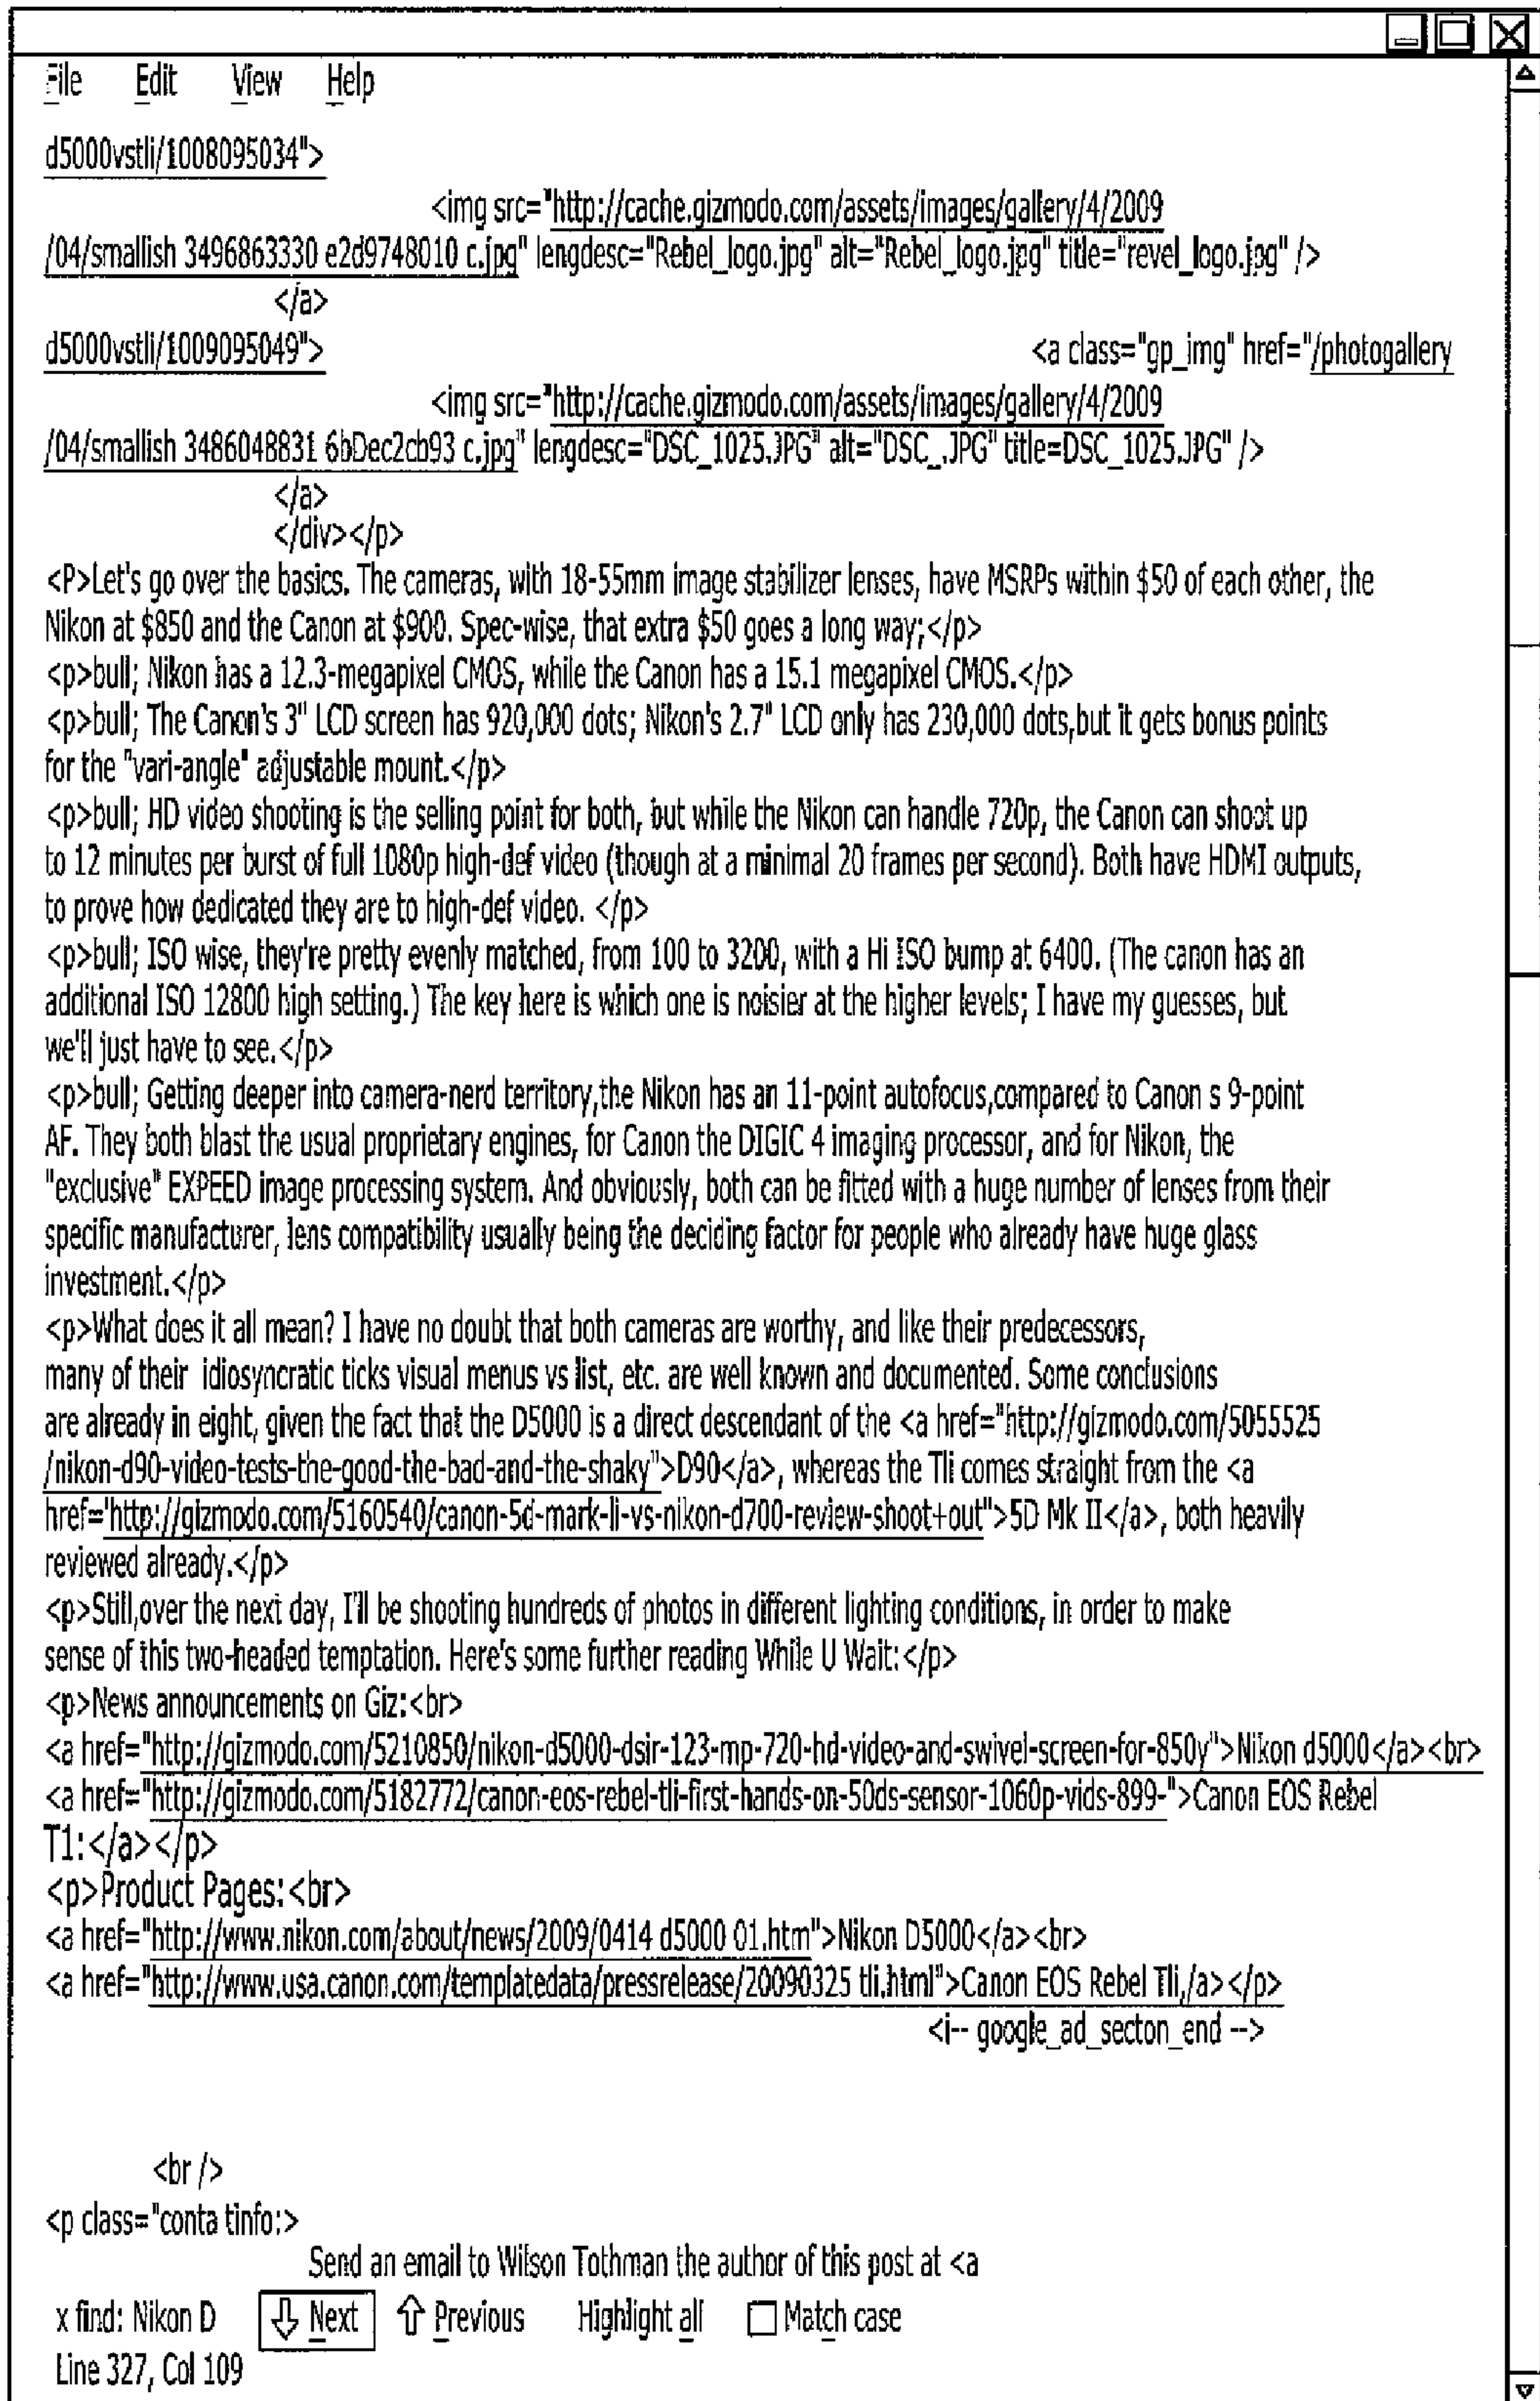 File Edit View Help
d5000vstli/1008095034">
<img src="http://cache.gizmodo.com/assets/images/gallery/4/2009
/04/smallish 3496863330 e2d9748010 c.jpg" lengdesc="Rebel_logo.jpg" alt="Rebel_logo.jpg" title="revel_logo.jpg" />
</a>
d5000vstli/1009095049"> <a class="gp_img" href="/photogallery
<img src="http://cache.gizmodo.com/assets/images/gallery/4/2009
/04/smallish 3486048831 6bDec2cb93 c.jpg" lengdesc="DSC_1025.JPG" alt="DSC_.JPG" title=DSC_1025.JPG" />
</a>
</div></p>
<P>Let's go over the basics. The cameras, with 18-55mm image stabilizer lenses, have MSRPs within $50 of each other, the
Nikon at $850 and the Canon at $900. Spec-wise, that extra $50 goes a long way;</p>
<p>bull; Nikon has a 12.3-megapixel CMOS, while the Canon has a 15.1 megapixel CMOS.</p>
<p>bull; The Canon's 3" LCD screen has 920,000 dots; Nikon's 2.7" LCD only has 230,000 dots,but it gets bonus points
for the "vari-angle" adjustable mount.</p>
<p>bull; HD video shooting is the selling point for both, but while the Nikon can handle 720p, the Canon can shoot up
to 12 minutes per burst of full 1080p high-def video (though at a minimal 20 frames per second). Both have HDMI outputs,
to prove how dedicated they are to high-def video. </p>
<p>bull; ISO wise, they're pretty evenly matched, from 100 to 3200, with a Hi ISO bump at 6400. (The canon has an
additional ISO 12800 high setting.) The key here is which one is noisier at the higher levels; I have my guesses, but
we'll just have to see.</p>
<p>bull; Getting deeper into camera-nerd territory,the Nikon has an 11-point autofocus,compared to Canon s 9-point
AF. They both blast the usual proprietary engines, for Canon the DIGIC 4 imaging processor, and for Nikon, the
"exclusive" EXPEED image processing system. And obviously, both can be fitted with a huge number of lenses from their
specific manufacturer, lens compatibility usually being the deciding factor for people who already have huge glass
investment.</p>
<p>What does it all mean? I have no doubt that both cameras are worthy, and like their predecessors,
many of their idiosyncratic ticks visual menus vs list, etc. are well known and documented. Some conclusions
are already in eight, given the fact that the D5000 is a direct descendant of the <a href="http://gizmodo.com/5055525
/nikon-d90-video-tests-the-good-the-bad-and-the-shaky">D90</a>, whereas the Tli comes straight from the <a
href="http://gizmodo.com/5160540/canon-5d-mark-li-vs-nikon-d700-review-shoot+out">5D Mk II</a>, both heavily
reviewed already.</p>
<p>Still,over the next day, I'll be shooting hundreds of photos in different lighting conditions, in order to make
sense of this two-headed temptation. Here's some further reading While U Wait:</p>
<p>News announcements on Giz:<br>
<a href="http://gizmodo.com/5210850/nikon-d5000-dsir-123-mp-720-hd-video-and-swivel-screen-for-850y">Nikon d5000</a><br>
<a href="http://gizmodo.com/5182772/canon-eos-rebel-tli-first-hands-on-50ds-sensor-1060p-vids-899-">Canon EOS Rebel
T1:</a></p>
<p>Product Pages:<br>
<a href="http://www.nikon.com/about/news/2009/0414 d5000 01.htm">Nikon D5000</a><br>
<a href="http://www.usa.canon.com/templatedata/pressrelease/20090325 tli.html">Canon EOS Rebel Tli,/a></p>
<i-- google_ad_secton_end -->
<br />
<p class="conta tinfo:>
Send an email to Wilson Tothman the author of this post at <a
x find: Nikon D Next Previous Highlight all Match case
Line 327, Col 109